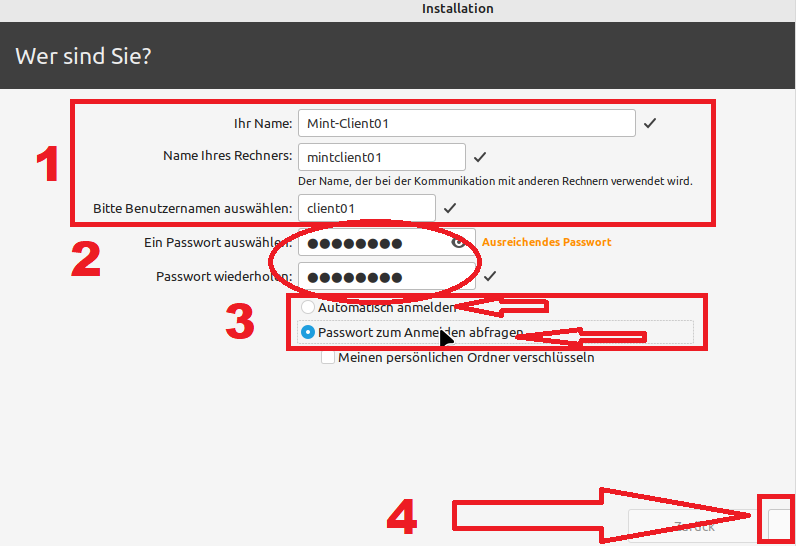 Installation
Wer sind Sie?
1
Ihr Name: Mint-Client01
Name Ihres Rechners: mintclient01
Der Name, der bei der Kommunikation mit anderen Rechnern verwendet wird.
Bitte Benutzernamen auswählen: client01
2
Ein Passwort auswählen: ●●●●●●●● Ausreichendes Passwort
Passwort wiederholen: ●●●●●●●●
3
Automatisch anmelden
Passwort zum Anmelden abfragen
Meinen persönlichen Ordner verschlüsseln
4
Zurück